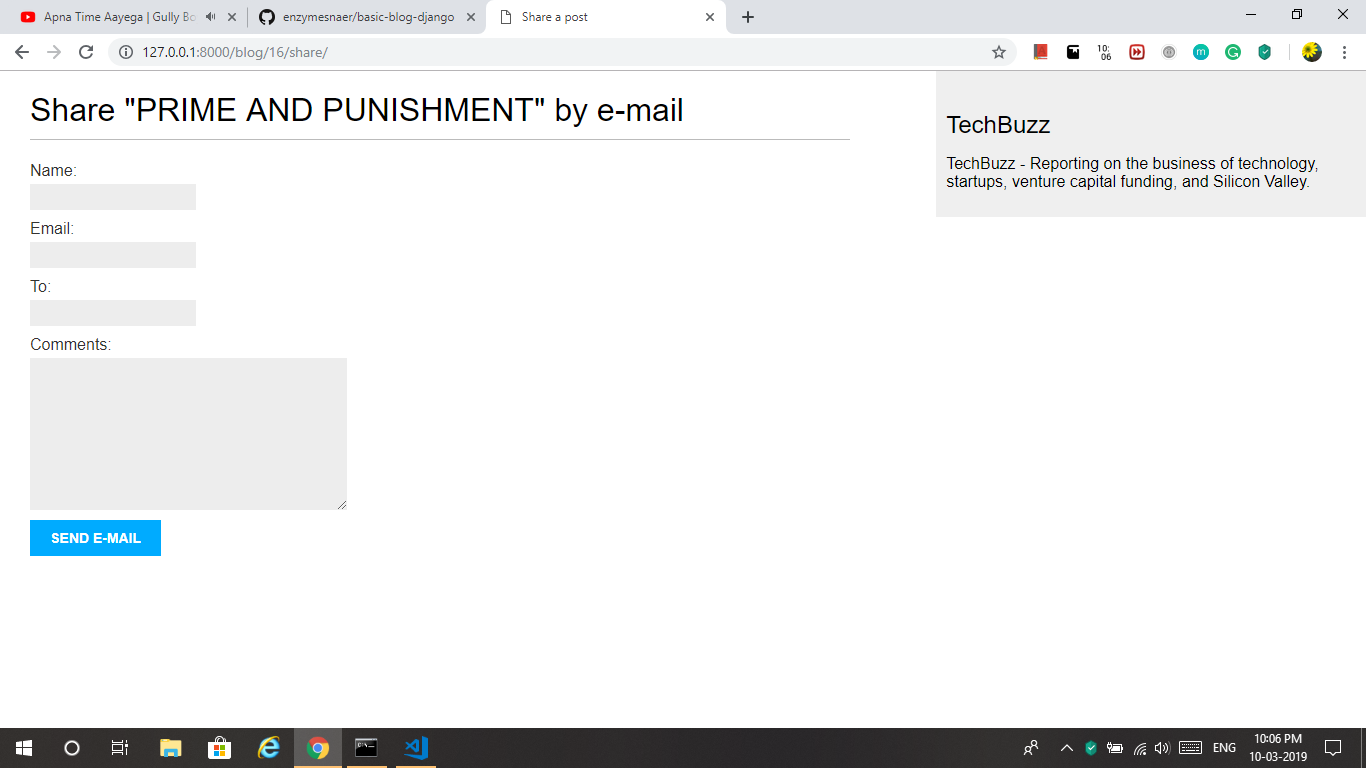 Apna Time Aayega | Gully Bo
enzymesnaer/basic-blog-django
Share a post
127.0.0.1:8000/blog/16/share/
10:
06
m
Share "PRIME AND PUNISHMENT" by e-mail
Name:
Email:
To:
Comments:
SEND E-MAIL
TechBuzz
TechBuzz - Reporting on the business of technology,
startups, venture capital funding, and Silicon Valley.
ENG
10:06 PM
10-03-2019